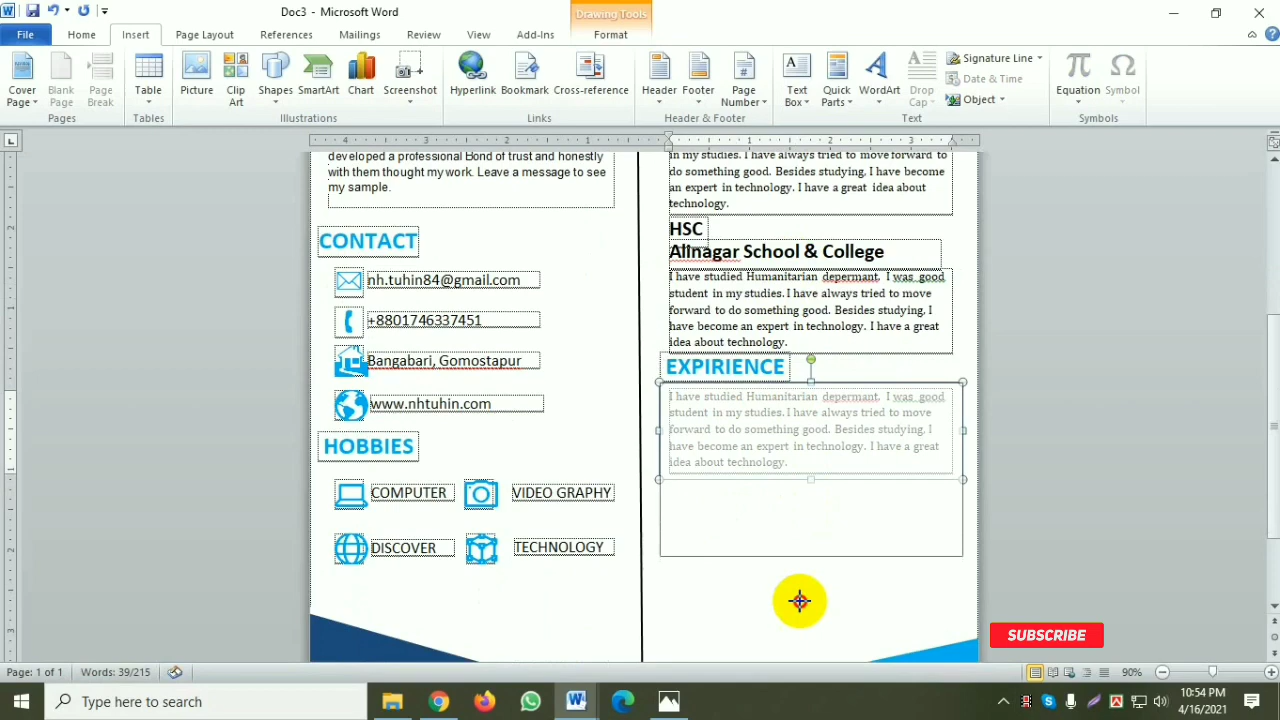 Doc3 - Microsoft Word
Drawing Tools
File Home Insert Page Layout References Mailings Review View Add-Ins Format
Cover Page
Blank Page
Page Break
Table
Picture
Clip Art
Shapes
SmartArt
Chart
Screenshot
Hyperlink
Bookmark
Cross-reference
Header
Footer
Page Number
Text Box
Quick Parts
WordArt
Drop Cap
Signature Line
Date & Time
Object
Equation
Symbol
Pages Tables Illustrations Links Header & Footer Text Symbols
4 3 2 1 1 2 3
developed a professional Bond of trust and honestly
with them thought my work. Leave a message to see
my sample.
CONTACT
nh.tuhin84@gmail.com
+8801746337451
Bangabari, Gomostapur
www.nhtuhin.com
HOBBIES
COMPUTER VIDEO GRAPHY
DISCOVER TECHNOLOGY
in my studies. I have always tried to move forward to
do something good. Besides studying, I have become
an expert in technology. I have a great idea about
technology.
HSC
Alinagar School & College
I have studied Humanitarian depermant. I was good
student in my studies. I have always tried to move
forward to do something good. Besides studying, I
have become an expert in technology. I have a great
idea about technology.
EXPIRIENCE
I have studied Humanitarian depermant. I was good
student in my studies. I have always tried to move
forward to do something good. Besides studying, I
have become an expert in technology. I have a great
idea about technology.
SUBSCRIBE
Page: 1 of 1 Words: 39/215 90%
Type here to search
10:54 PM
4/16/2021